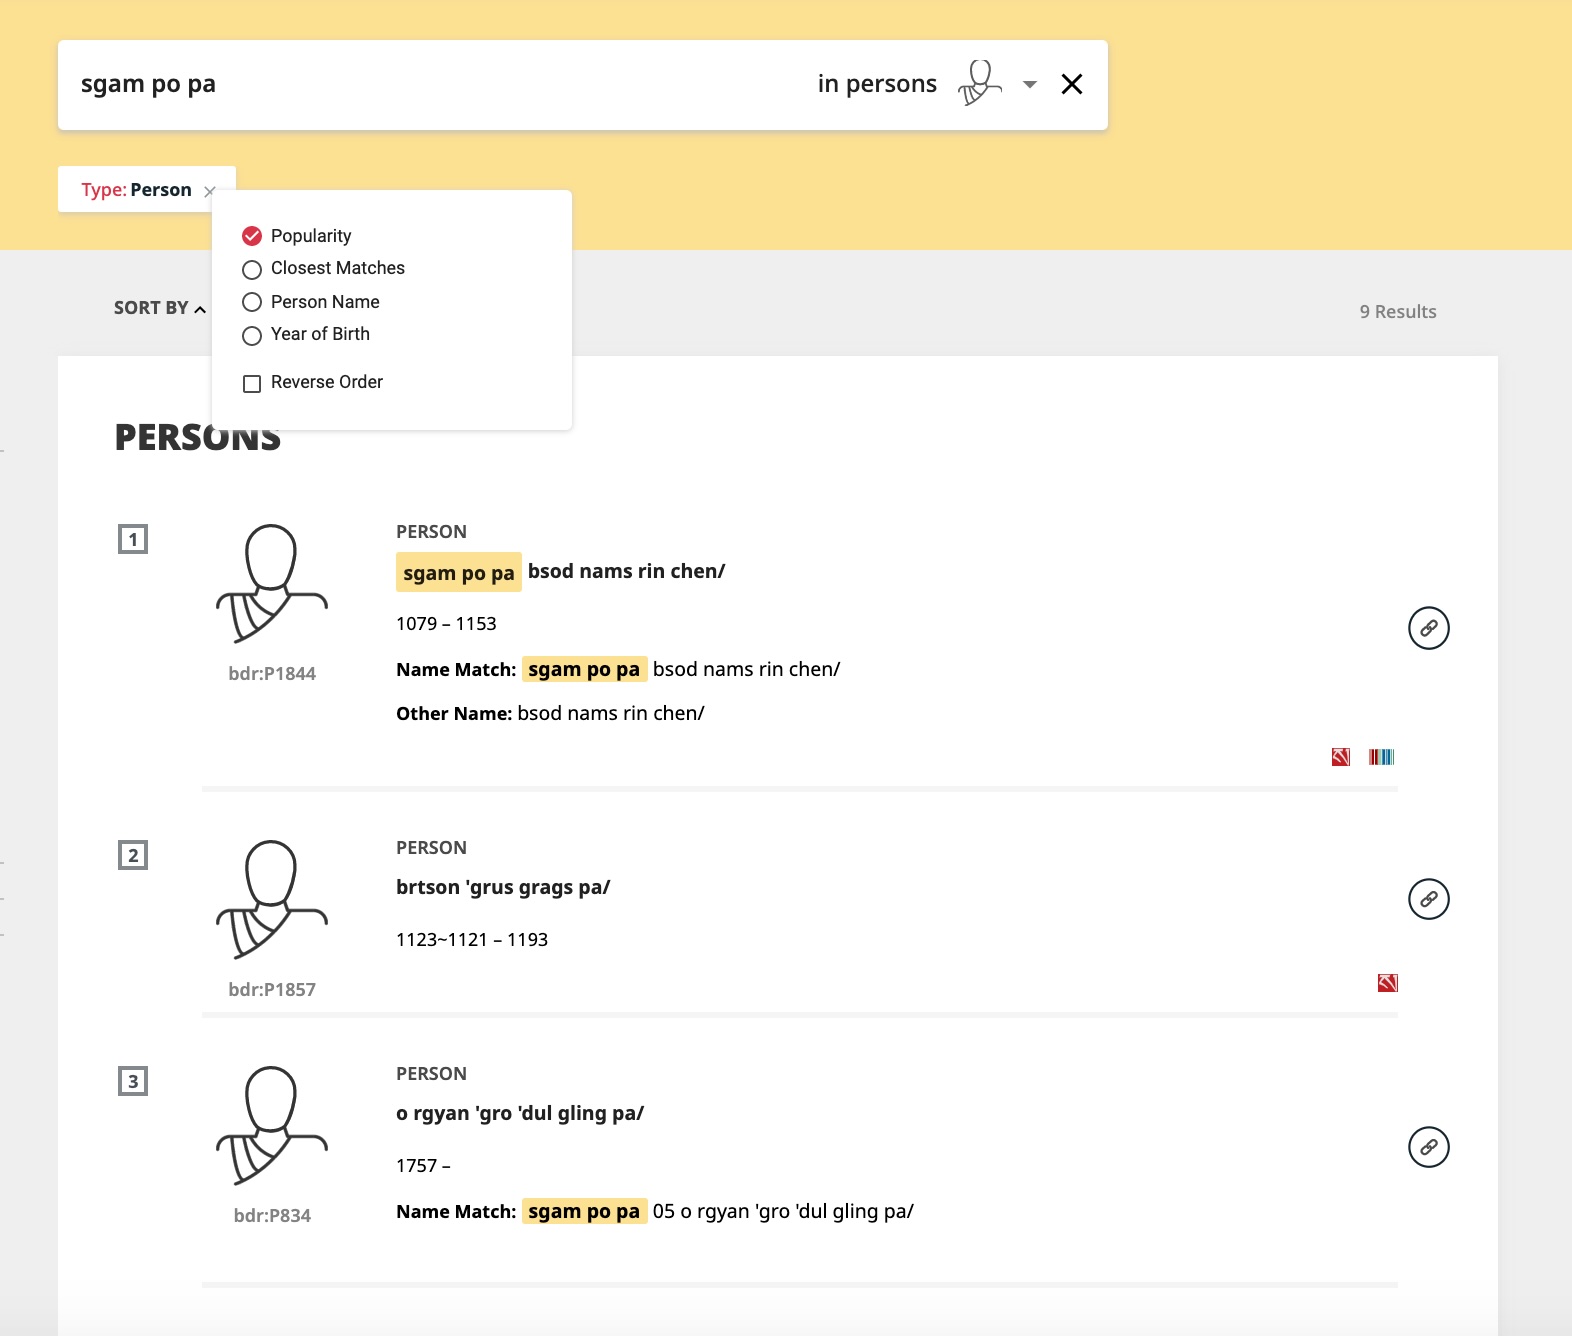 sgam po pa
in persons
Type: Person
Popularity
Closest Matches
Person Name
Year of Birth
Reverse Order
SORT BY
9 Results
PERSONS
1
PERSON
sgam po pa bsod nams rin chen/
1079 – 1153
Name Match: sgam po pa bsod nams rin chen/
Other Name: bsod nams rin chen/
bdr:P1844
2
PERSON
brtson 'grus grags pa/
1123~1121 – 1193
bdr:P1857
3
PERSON
o rgyan 'gro 'dul gling pa/
1757 –
Name Match: sgam po pa 05 o rgyan 'gro 'dul gling pa/
bdr:P834